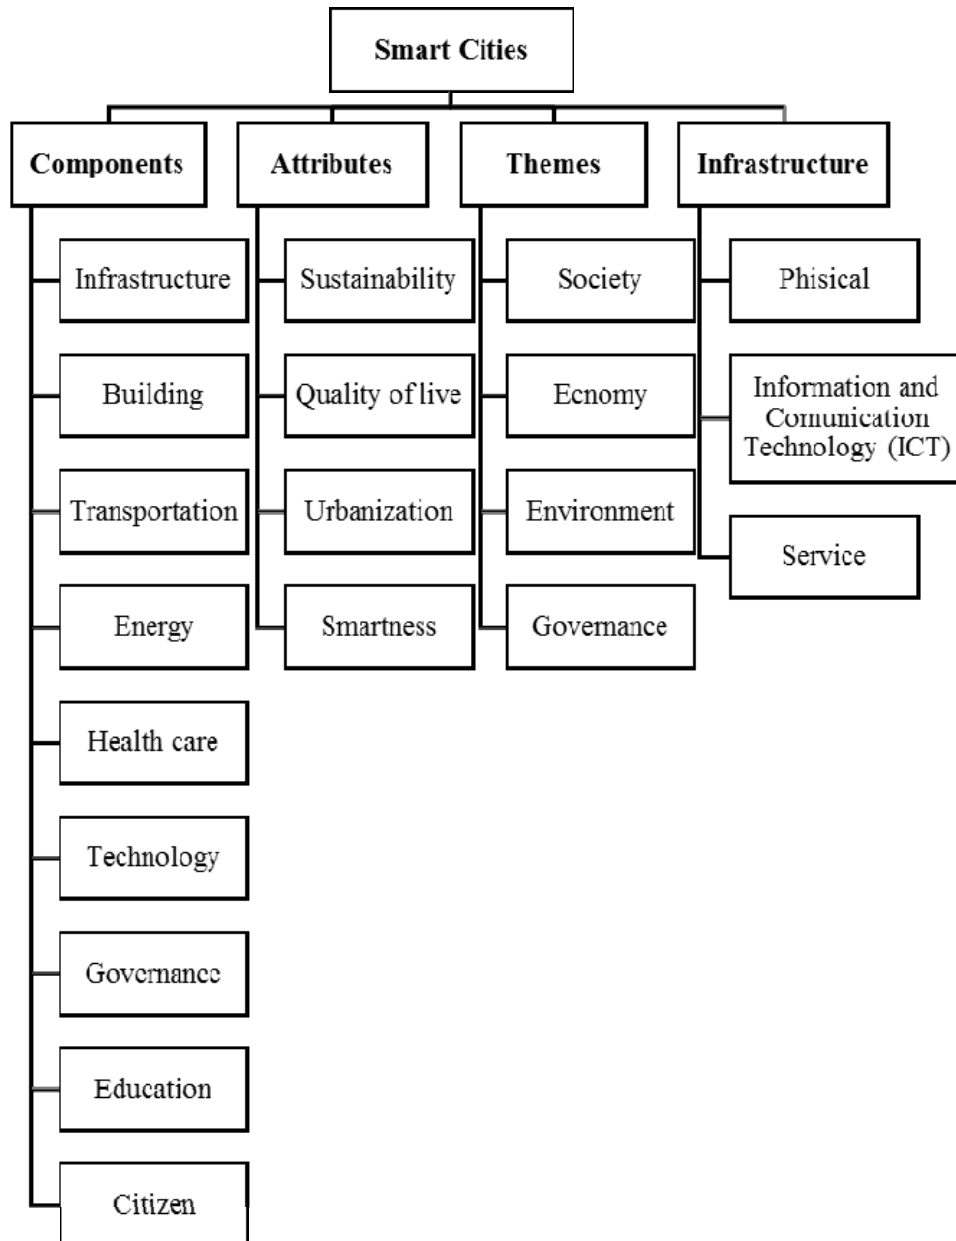 Smart Cities
Components
Attributes
Themes
Infrastructure
Infrastructure
Building
Transportation
Energy
Health care
Technology
Governance
Education
Citizen
Sustainability
Quality of live
Urbanization
Smartness
Society
Ecnomy
Environment
Governance
Phisical
Information and
Comunication
Technology (ICT)
Service